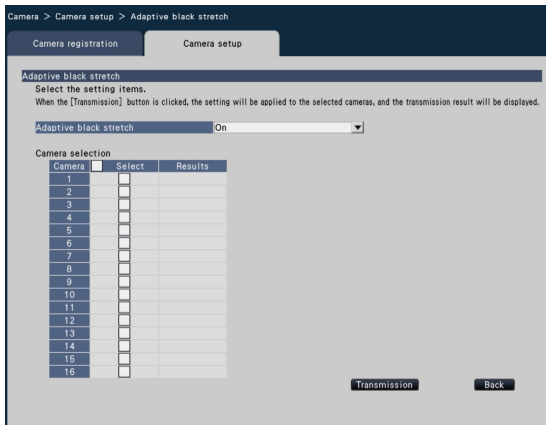 Camera > Camera setup > Adaptive black stretch
Camera registration Camera setup
Adaptive black stretch
Select the setting items.
When the [Transmission] button is clicked, the setting will be applied to the selected cameras, and the transmission result will be displayed.
Adaptive black stretch On
Camera selection
Camera Select Results
1
2
3
4
5
6
7
8
9
10
11
12
13
14
15
16
Transmission Back